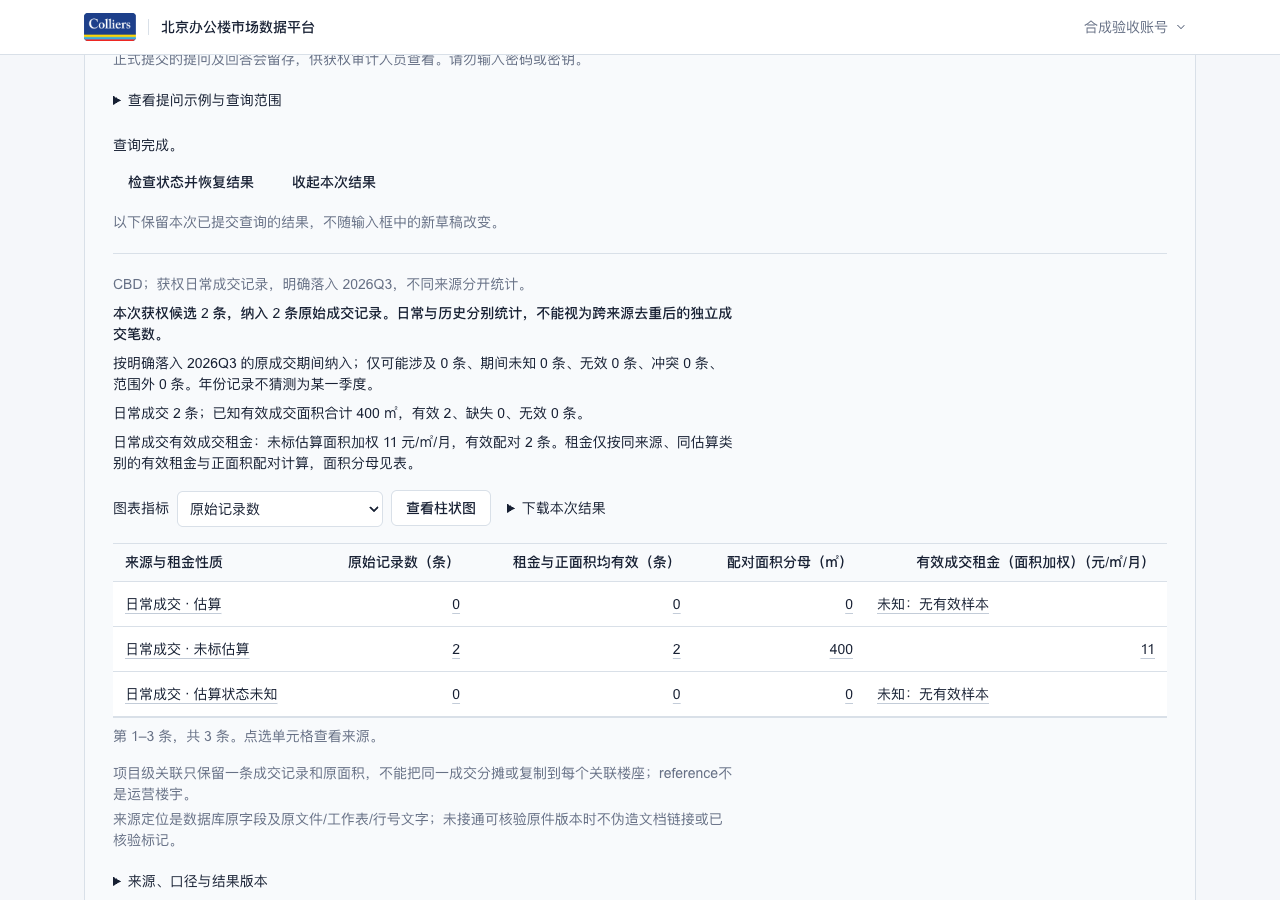 Colliers
北京办公楼市场数据平台
合成验收账号
正式提交的提问及回答会留存，供获权审计人员查看。请勿输入密码或密钥。
▶ 查看提问示例与查询范围
查询完成。
检查状态并恢复结果 收起本次结果
以下保留本次已提交查询的结果，不随输入框中的新草稿改变。
CBD；获权日常成交记录，明确落入 2026Q3，不同来源分开统计。
本次获权候选 2 条，纳入 2 条原始成交记录。日常与历史分别统计，不能视为跨来源去重后的独立成
交笔数。
按明确落入 2026Q3 的原成交期间纳入；仅可能涉及 0 条、期间未知 0 条、无效 0 条、冲突 0 条、
范围外 0 条。年份记录不猜测为某一季度。
日常成交 2 条；已知有效成交面积合计 400 ㎡，有效 2、缺失 0、无效 0 条。
日常成交有效成交租金：未标估算面积加权 11 元/㎡/月，有效配对 2 条。租金仅按同来源、同估算类
别的有效租金与正面积配对计算，面积分母见表。
图表指标 原始记录数 查看柱状图 ▶ 下载本次结果
来源与租金性质 原始记录数（条） 租金与正面积均有效（条） 配对面积分母（㎡） 有效成交租金（面积加权）（元/㎡/月）
日常成交 · 估算 0 0 0 未知：无有效样本
日常成交 · 未标估算 2 2 400 11
日常成交 · 估算状态未知 0 0 0 未知：无有效样本
第 1–3 条，共 3 条。点选单元格查看来源。
项目级关联只保留一条成交记录和原面积，不能把同一成交分摊或复制到每个关联楼座；reference不
是运营楼宇。
来源定位是数据库原字段及原文件/工作表/行号文字；未接通可核验原件版本时不伪造文档链接或已
核验标记。
▶ 来源、口径与结果版本